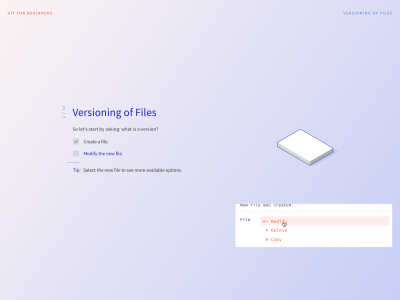 GIT FOR BEGINNERS
VERSIONING OF FILES
Versioning of Files
So let's start by asking: what is a version?
Create a file.
Modify the new file.
Tip: Select the new file to see more available options.
New file was created.
File
Modify
Delete
Copy